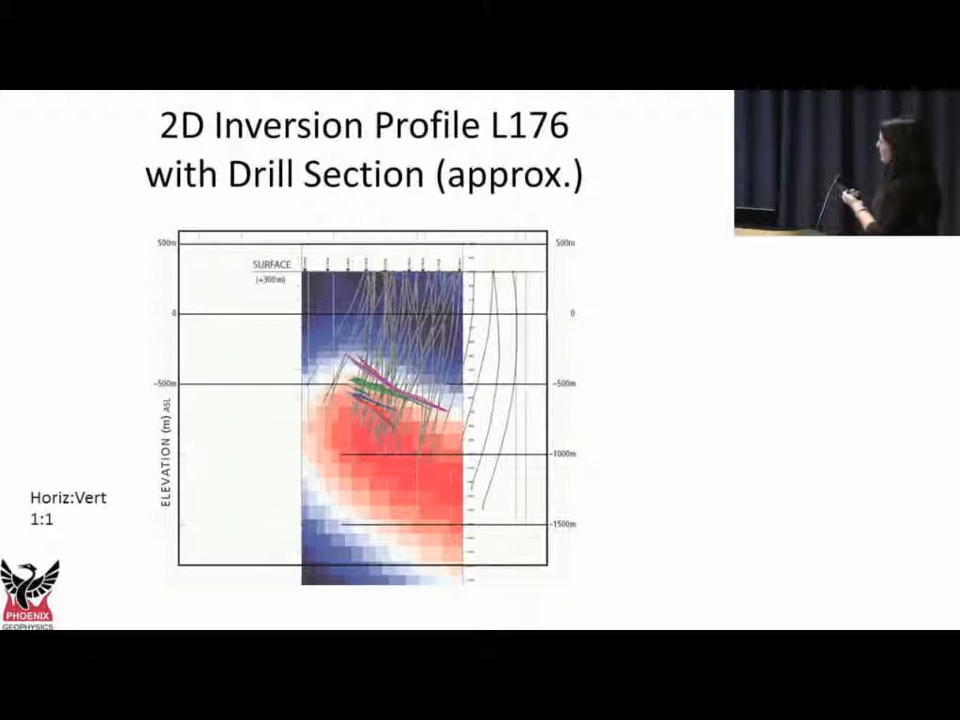 2D Inversion Profile L176
with Drill Section (approx.)
500m
500m
SURFACE
(+300m)
0
0
-500m
-500m
ELEVATION (m) ASL
-1000m
-1500m
Horiz:Vert
1:1
PHOENIX
GEOPHYSICS